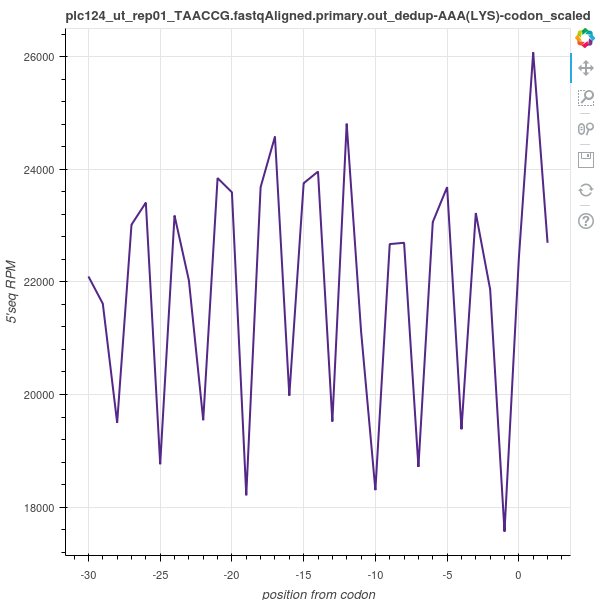 plc124_ut_rep01_TAACCG.fastqAligned.primary.out_dedup-AAA(LYS)-codon_scaled
26000
24000
22000
20000
18000
5'seq RPM
-30 -25 -20 -15 -10 -5 0
position from codon